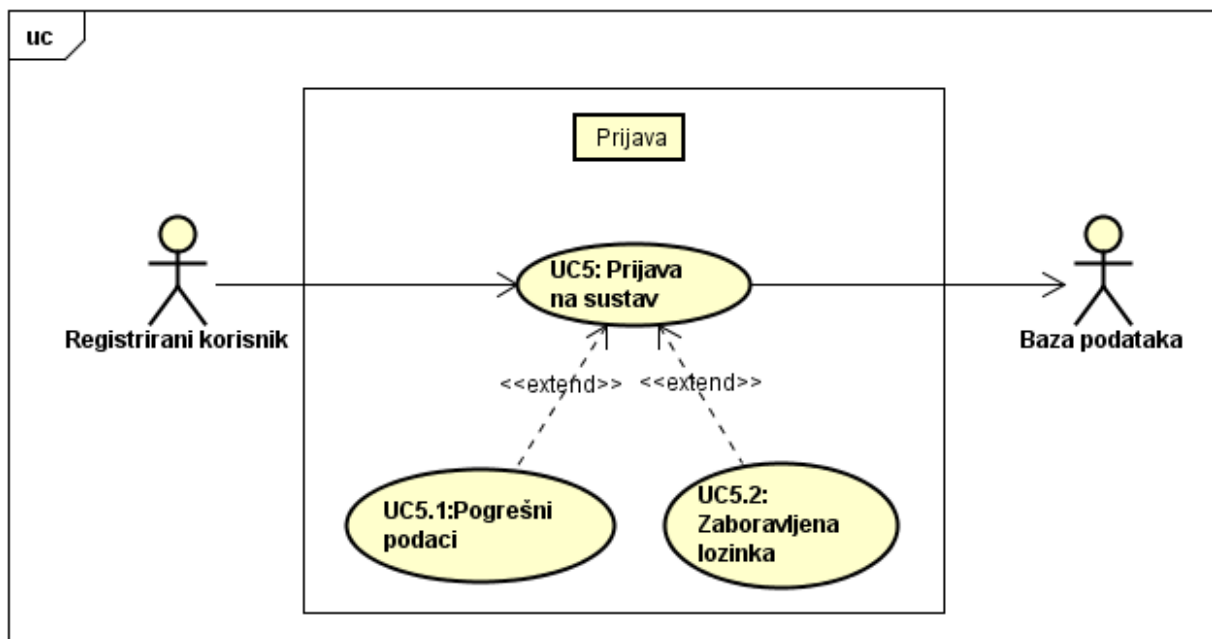 uc
Prijava
UC5: Prijava
na sustav
Registrirani korisnik
Baza podataka
<<extend>>
<<extend>>
UC5.1:Pogrešni
podaci
UC5.2:
Zaboravljena
lozinka